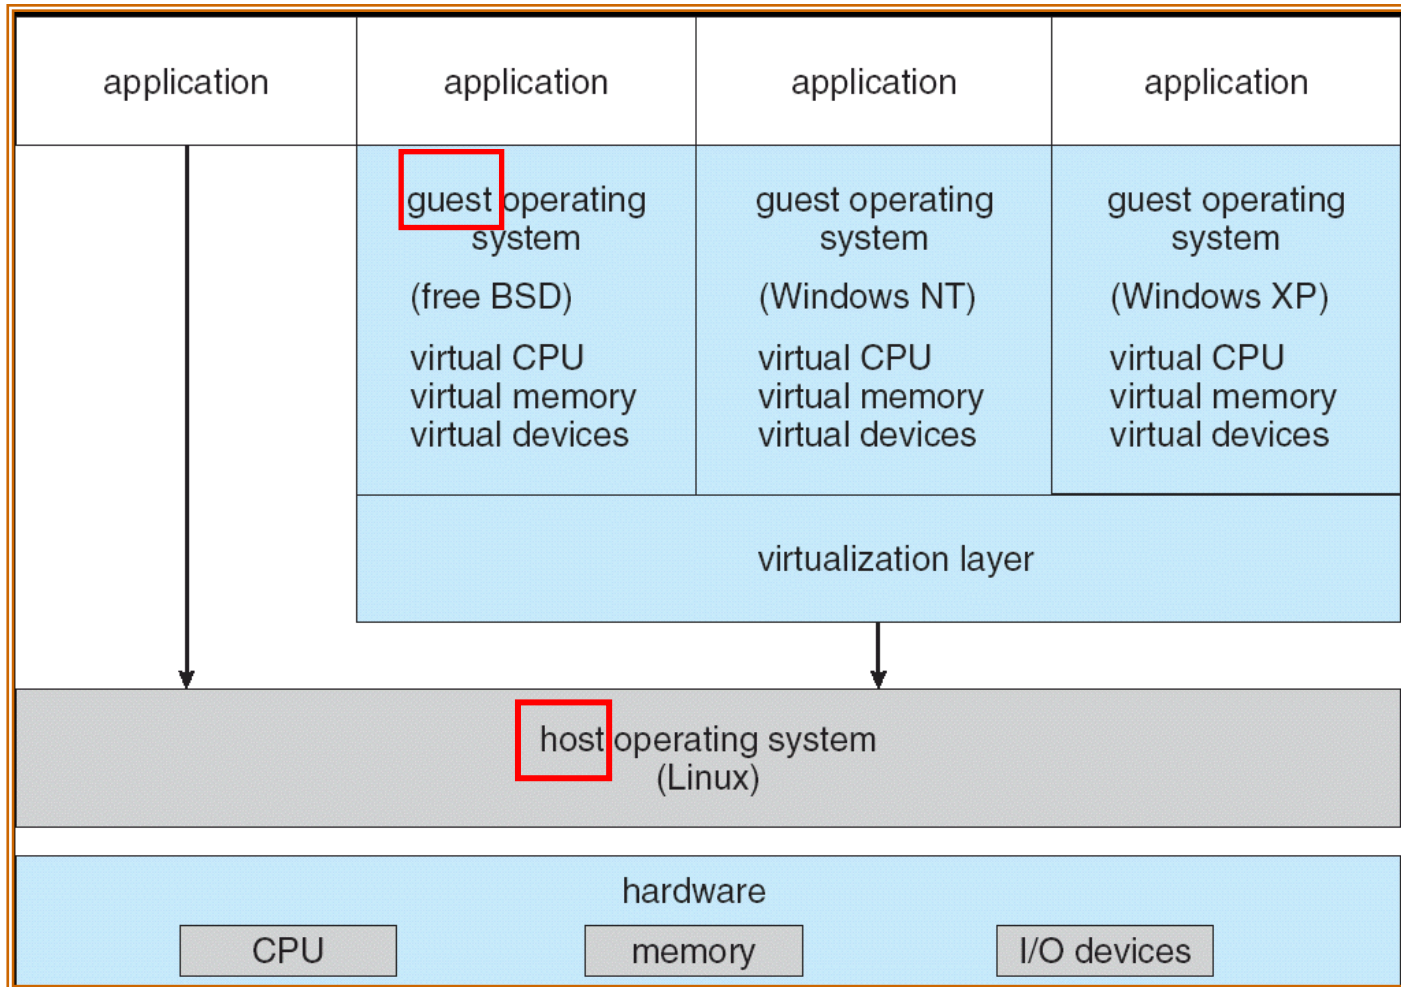 application
application
application
application
guest operating
system
(free BSD)
virtual CPU
virtual memory
virtual devices
guest operating
system
(Windows NT)
virtual CPU
virtual memory
virtual devices
guest operating
system
(Windows XP)
virtual CPU
virtual memory
virtual devices
virtualization layer
host operating system
(Linux)
hardware
CPU
memory
I/O devices